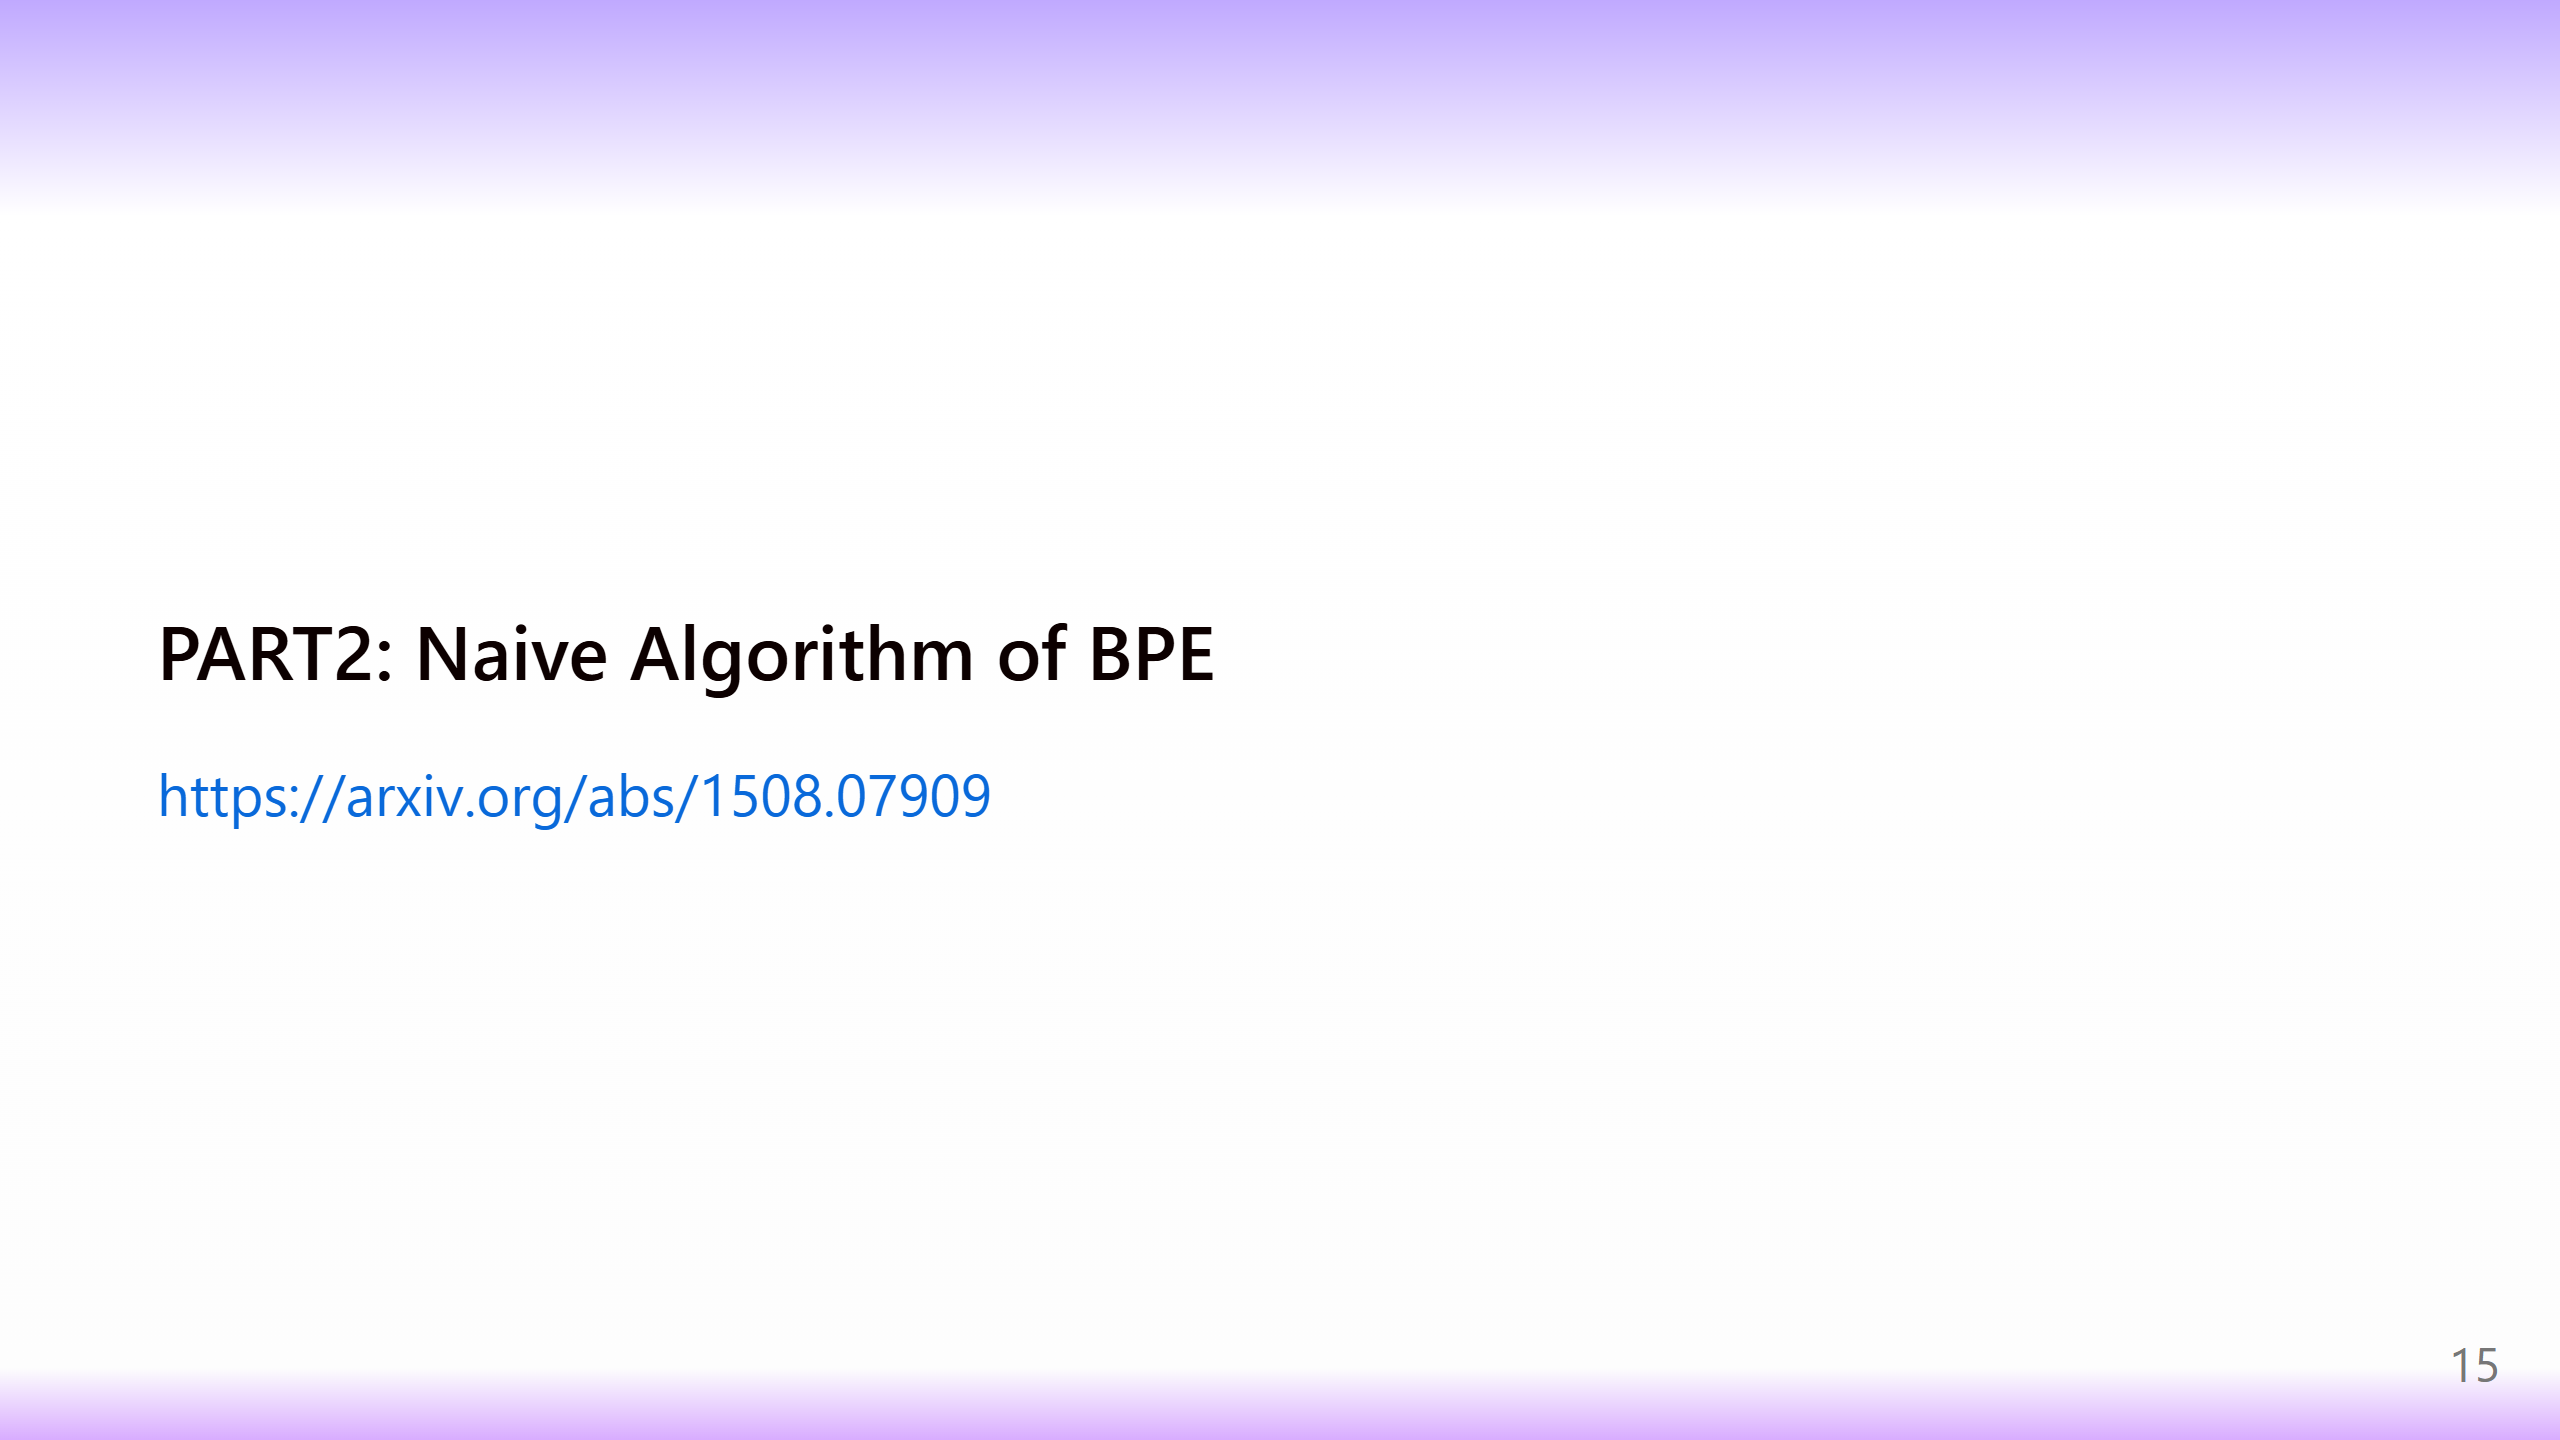 PART2: Naive Algorithm of BPE
https://arxiv.org/abs/1508.07909
15